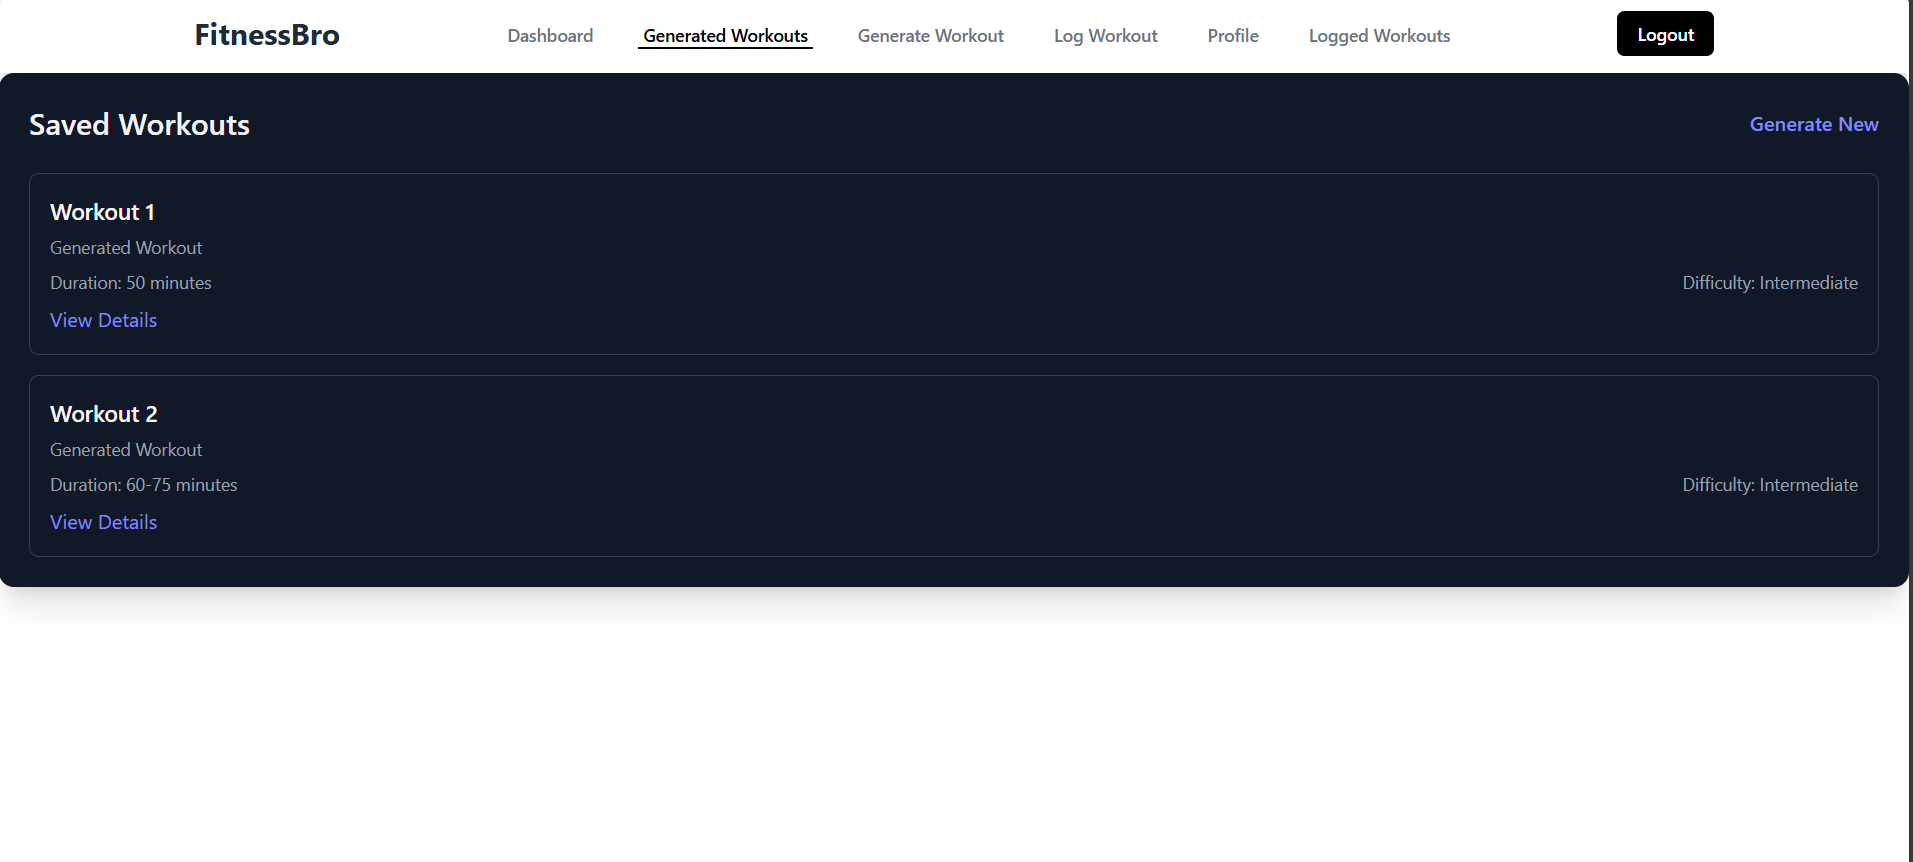 FitnessBro Dashboard Generated Workouts Generate Workout Log Workout Profile Logged Workouts Logout
Saved Workouts Generate New
Workout 1
Generated Workout
Duration: 50 minutes Difficulty: Intermediate
View Details
Workout 2
Generated Workout
Duration: 60-75 minutes Difficulty: Intermediate
View Details